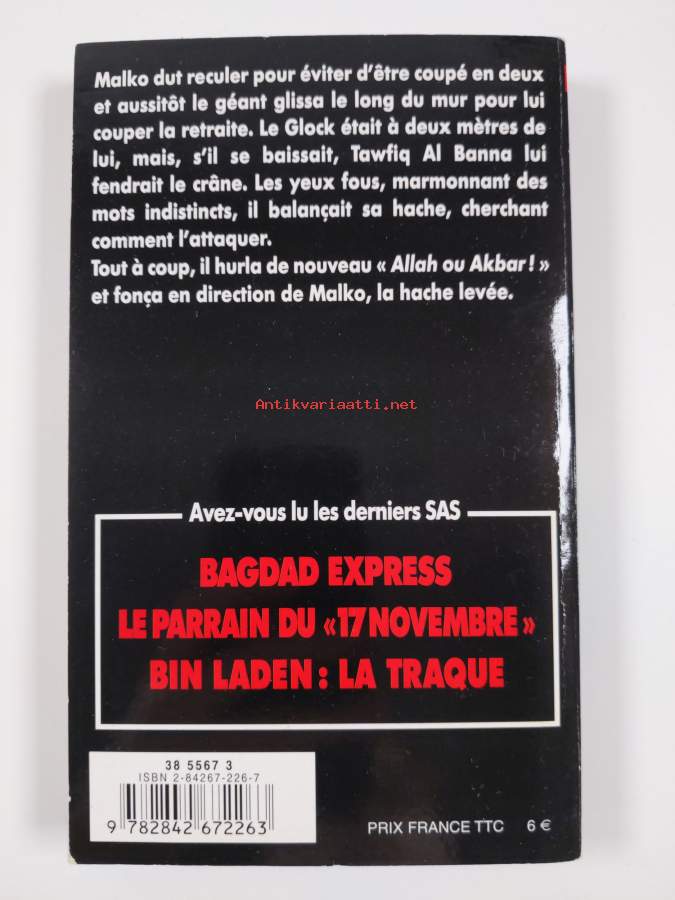 Malko dut reculer pour éviter d'être coupé en deux
et aussitôt le géant glissa le long du mur pour lui
couper la retraite. Le Glock était à deux mètres de
lui, mais, s'il se baissait, Tawfiq Al Banna lui
fendrait le crâne. Les yeux fous, marmonnant des
mots indistincts, il balançait sa hache, cherchant
comment l'attaquer.
Tout à coup, il hurla de nouveau « Allah ou Akbar ! »
et fonça en direction de Malko, la hache levée.
Antikvariaatti.net
Avez-vous lu les derniers SAS
BAGDAD EXPRESS
LE PARRAIN DU «17 NOVEMBRE»
BIN LADEN : LA TRAQUE
38 5567 3
ISBN 2-84267-226-7
9 782842 672263
PRIX FRANCE TTC 6 €